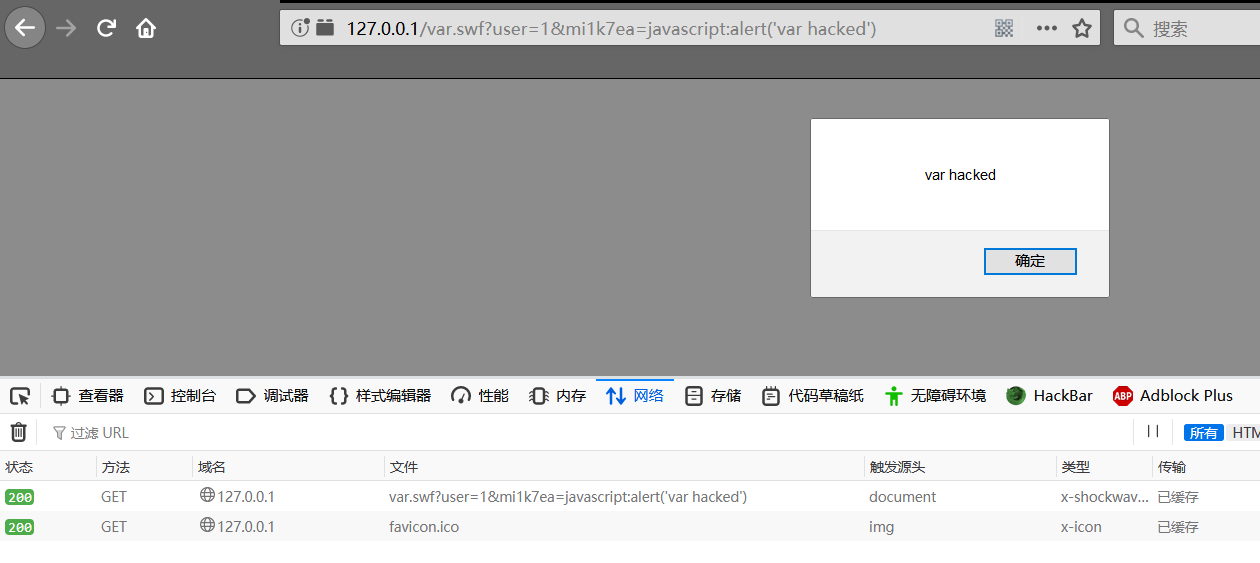 127.0.0.1/var.swf?user=1&mi1k7ea=javascript:alert('var hacked')
搜索
var hacked
确定
查看器 控制台 调试器 样式编辑器 性能 内存 网络 存储 代码草稿纸 无障碍环境 HackBar ABP Adblock Plus
过滤 URL 所有 HTM
状态 方法 域名 文件 触发源头 类型 传输
200 GET 127.0.0.1 var.swf?user=1&mi1k7ea=javascript:alert('var hacked') document x-shockwav... 已缓存
200 GET 127.0.0.1 favicon.ico img x-icon 已缓存